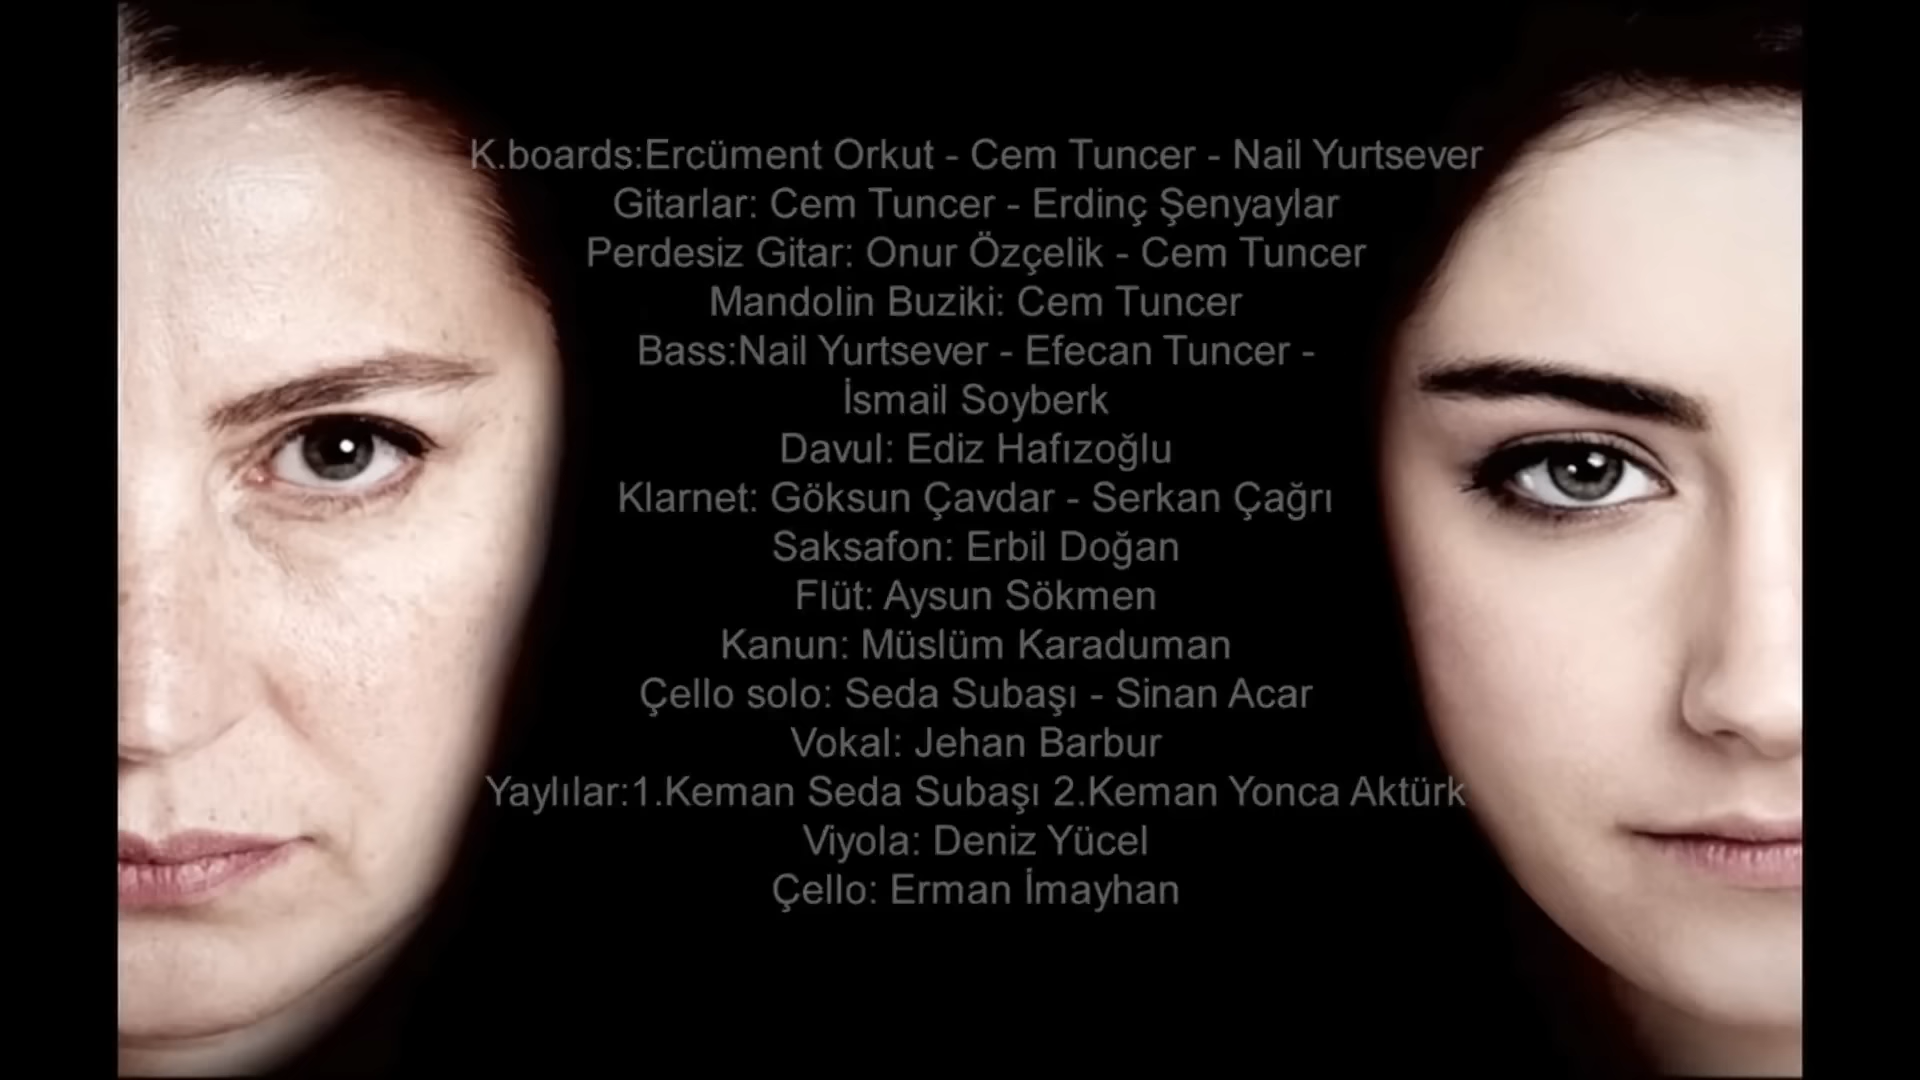 K.boards:Ercüment Orkut - Cem Tuncer - Nail Yurtsever
Gitarlar: Cem Tuncer - Erdinç Şenyaylar
Perdesiz Gitar: Onur Özçelik - Cem Tuncer
Mandolin Buziki: Cem Tuncer
Bass:Nail Yurtsever - Efecan Tuncer -
İsmail Soyberk
Davul: Ediz Hafızoğlu
Klarnet: Göksun Çavdar - Serkan Çağrı
Saksafon: Erbil Doğan
Flüt: Aysun Sökmen
Kanun: Müslüm Karaduman
Çello solo: Seda Subaşı - Sinan Acar
Vokal: Jehan Barbur
Yaylılar:1.Keman Seda Subaşı 2.Keman Yonca Aktürk
Viyola: Deniz Yücel
Çello: Erman İmayhan